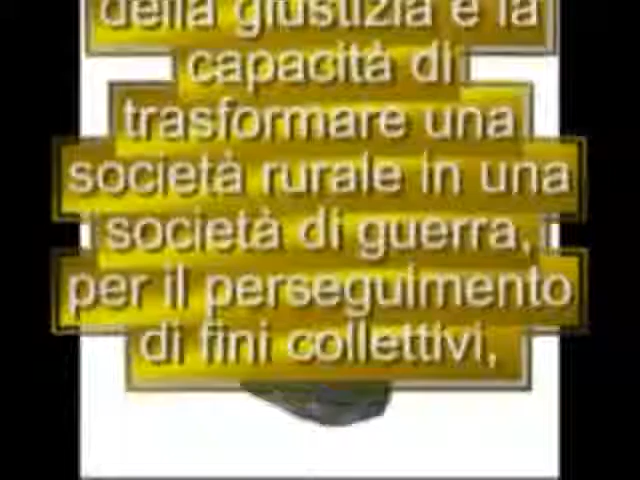 della giustizia e la
capacità di
trasformare una
società rurale in una
società di guerra,
per il perseguimento
di fini collettivi,